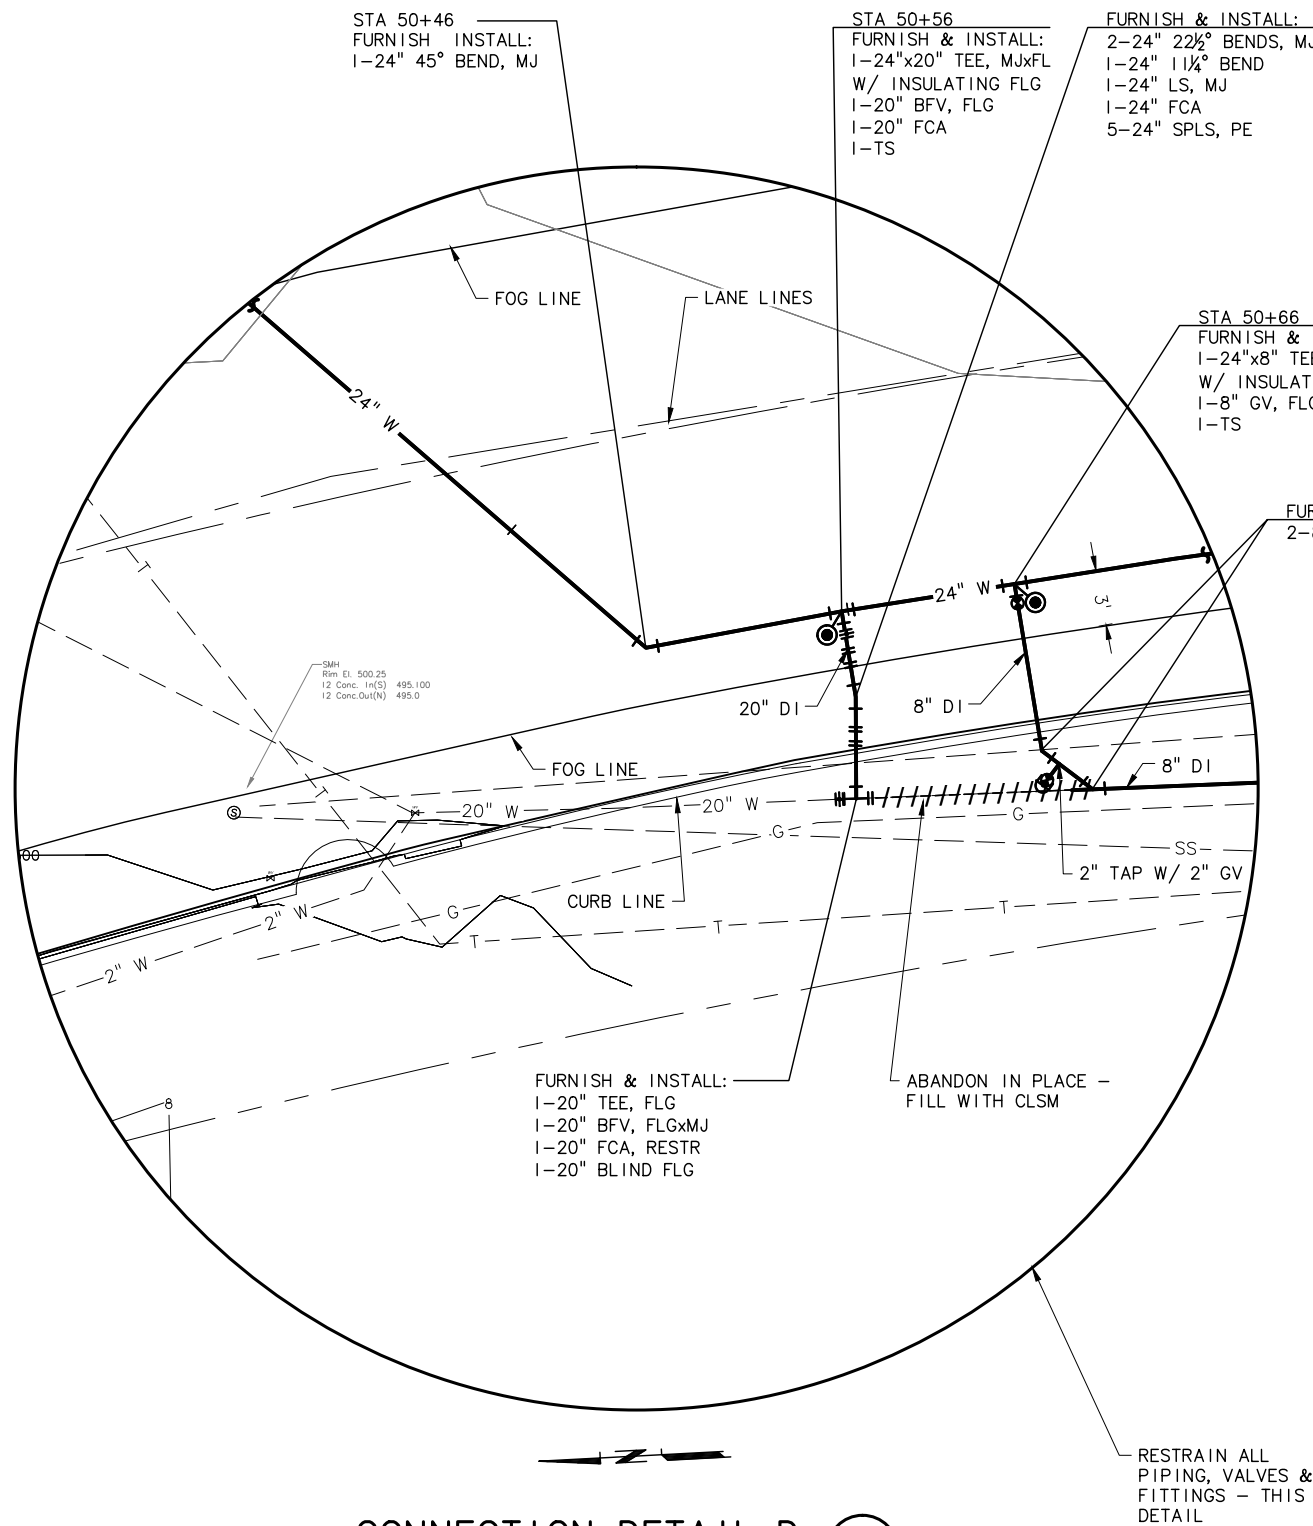 STA 50+46
FURNISH INSTALL:
1-24" 45° BEND, MJ
STA 50+56
FURNISH & INSTALL:
1-24"x20" TEE, MJxFL
W/ INSULATING FLG
1-20" BFV, FLG
1-20" FCA
1-TS
FURNISH & INSTALL:
2-24" 22½° BENDS, MJ
1-24" 11¼° BEND
1-24" LS, MJ
1-24" FCA
5-24" SPLS, PE
FOG LINE
LANE LINES
STA 50+66
FURNISH &
1-24"x8" TEE
W/ INSULAT
1-8" GV, FLG
1-TS
24" W
FUR
2-8
24" W
3'
T
SMH
Rim El. 500.25
12 Conc. In(S) 495.100
12 Conc.Out(N) 495.0
20" DI
8" DI
FOG LINE
8" DI
T
S
20" W
20" W
G
G
SS
00
2" TAP W/ 2" GV
CURB LINE
2" W
G
T
T
T
2" W
FURNISH & INSTALL:
1-20" TEE, FLG
1-20" BFV, FLGxMJ
1-20" FCA, RESTR
1-20" BLIND FLG
ABANDON IN PLACE -
FILL WITH CLSM
8
N
RESTRAIN ALL
PIPING, VALVES &
FITTINGS - THIS
DETAIL
CONNECTION DETAIL